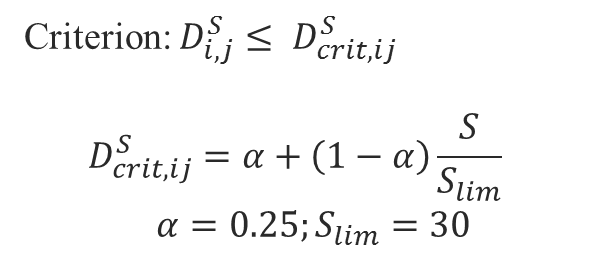 Criterion: D^S_{i,j} ≤ D^S_{crit,ij}
D^S_{crit,ij} = α + (1 − α) S / S_{lim}
α = 0.25; S_{lim} = 30